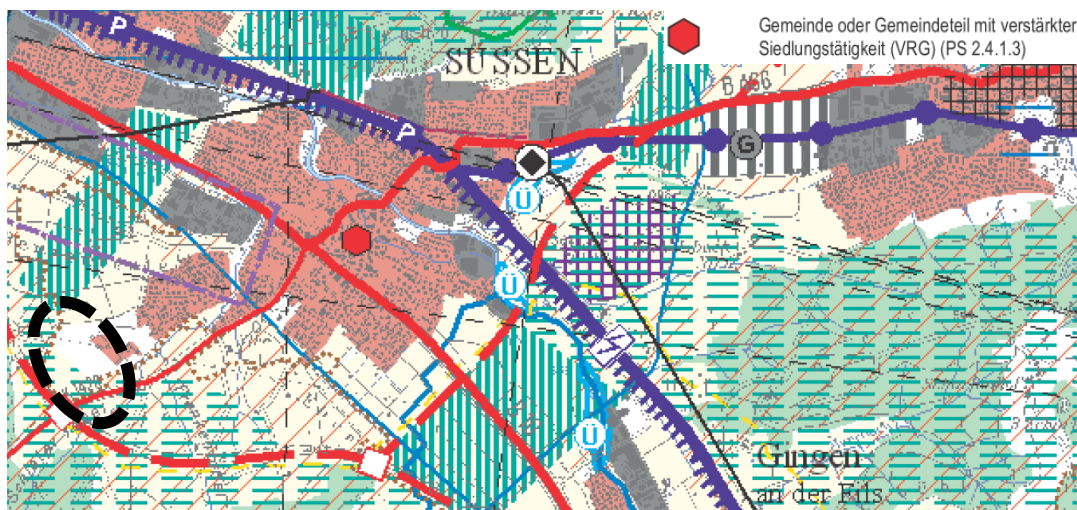 Gemeinde oder Gemeindeteil mit verstärkter
Siedlungstätigkeit (VRG) (PS 2.4.1.3)
P
SÜSSEN
B 466
P
G
Ü
Ü
Ü
Gingen
an der Fils